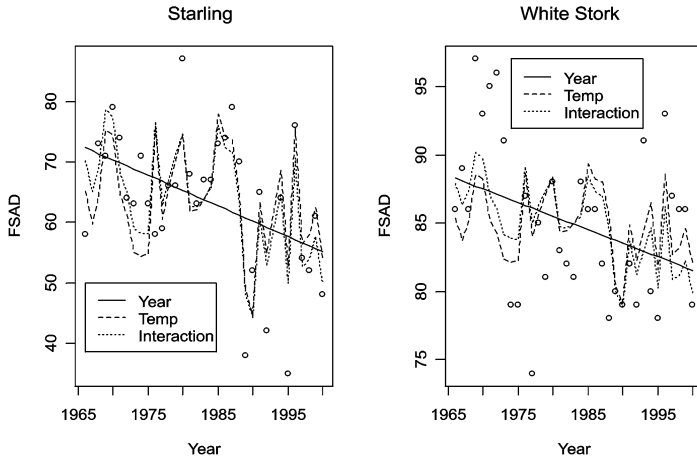 Starling
White Stork
FSAD
80
70
60
50
40
Year
Temp
Interaction
1965
1975
1985
1995
Year
FSAD
95
90
85
80
75
Year
Temp
Interaction
1965
1975
1985
1995
Year